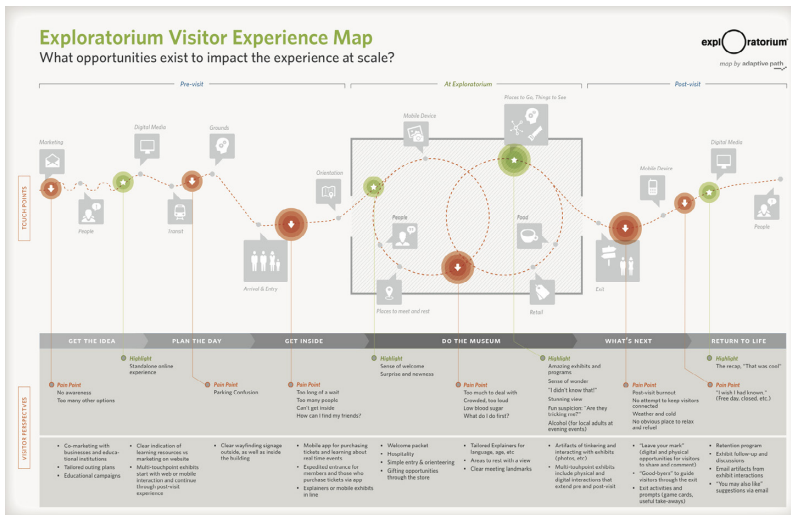 Exploratorium Visitor Experience Map
What opportunities exist to impact the experience at scale?
expl ratorium®
map by adaptive path
Pre-visit
At Exploratorium
Post-visit
TOUCH POINTS
Marketing
People
Digital Media
Transit
Grounds
Arrival & Entry
Orientation
Mobile Device
Places to Go, Things to See
People
Food
Places to meet and rest
Retail
Exit
Mobile Device
Digital Media
People
GET THE IDEA
PLAN THE DAY
GET INSIDE
DO THE MUSEUM
WHAT'S NEXT
RETURN TO LIFE
VISITOR PERSPECTIVES
Pain Point
No awareness
Too many other options
Highlight
Standalone online
experience
Pain Point
Parking Confusion
Pain Point
Too long of a wait
Too many people
Can't get inside
How can I find my friends?
Highlight
Sense of welcome
Surprise and newness
Pain Point
Too much to deal with
Crowded, too loud
Low blood sugar
What do I do first?
Highlight
Amazing exhibits and
programs
Sense of wonder:
"I didn't know that!"
Stunning view
Fun suspicion: "Are they
tricking me?"
Alcohol (for local adults at
evening events)
Pain Point
Post-visit burnout
No attempt to keep visitors
connected
Weather and cold
No obvious place to relax
and refuel
Pain Point
"I wish I had known."
(Free day, closed, etc.)
Highlight
The recap, "That was cool"
• Co-marketing with
businesses and educa-
tional institutions
• Tailored outing plans
• Educational campaigns
• Clear indication of
learning resources in
marketing on website
• Multi-touchpoint exhibits
start with web or mobile
interaction and continue
through post-visit
experience
• Clear wayfinding signage
outside, as well as inside
the building
• Mobile app for purchasing
tickets and learning about
real time events
• Expedited entrance for
members and those who
purchase tickets via app
• Explainers or mobile exhibits
in line
• Welcome packet
• Hospitality
• Simple entry & orienteering
• Gifting opportunities
through the store
• Tailored Explainers for
language, age, etc
• Areas to rest with a view
• Clear meeting landmarks
• Artifacts of tinkering and
interacting with exhibits
(photos, etc)
• Multi-touchpoint exhibits
include physical and
digital interactions that
extend pre and post-visit
• "Leave your mark"
(digital and physical
opportunities for visitors
to share and comment)
• "Good-byers" to guide
visitors through the exit
• Exit activities and
prompts (game cards,
useful take-aways)
• Retention program
• Exhibit follow-up and
discussions
• Email artifacts from
exhibit interactions
• "You may also like"
suggestions via email